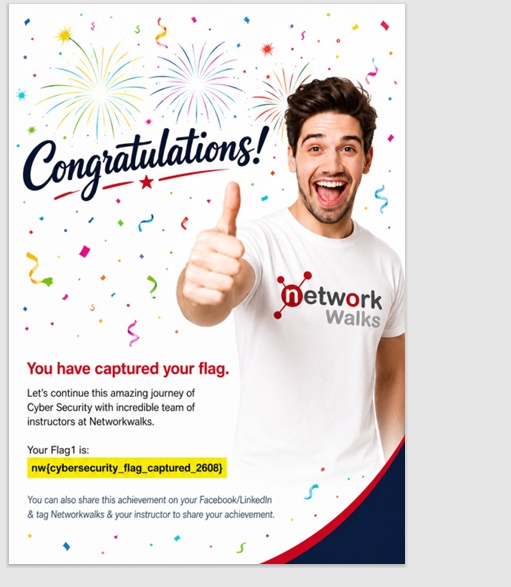 Congratulations!
network
Walks
You have captured your flag.
Let's continue this amazing journey of
Cyber Security with incredible team of
instructors at Networkwalks.
Your Flag1 is:
nw{cybersecurity_flag_captured_2608}
You can also share this achievement on your Facebook/LinkedIn
& tag Networkwalks & your instructor to share your achievement.